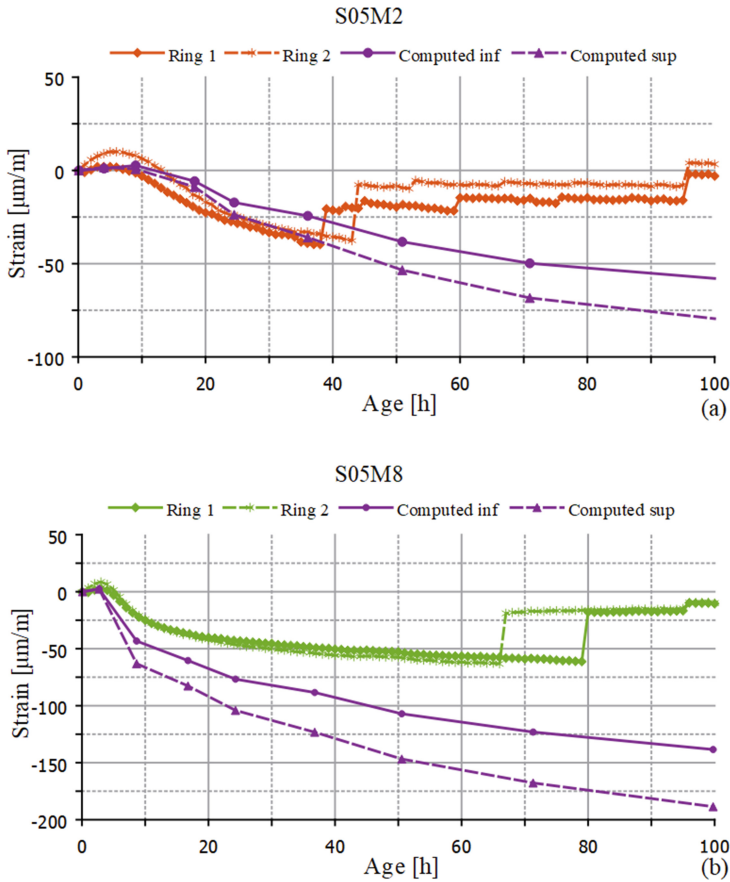 S05M2
Ring 1 Ring 2 Computed inf Computed sup
50
0
-50
-100
Strain [µm/m]
0 20 40 60 80 100
Age [h]
(a)
S05M8
Ring 1 Ring 2 Computed inf Computed sup
50
0
-50
-100
-150
-200
Strain [µm/m]
0 20 40 60 80 100
Age [h]
(b)